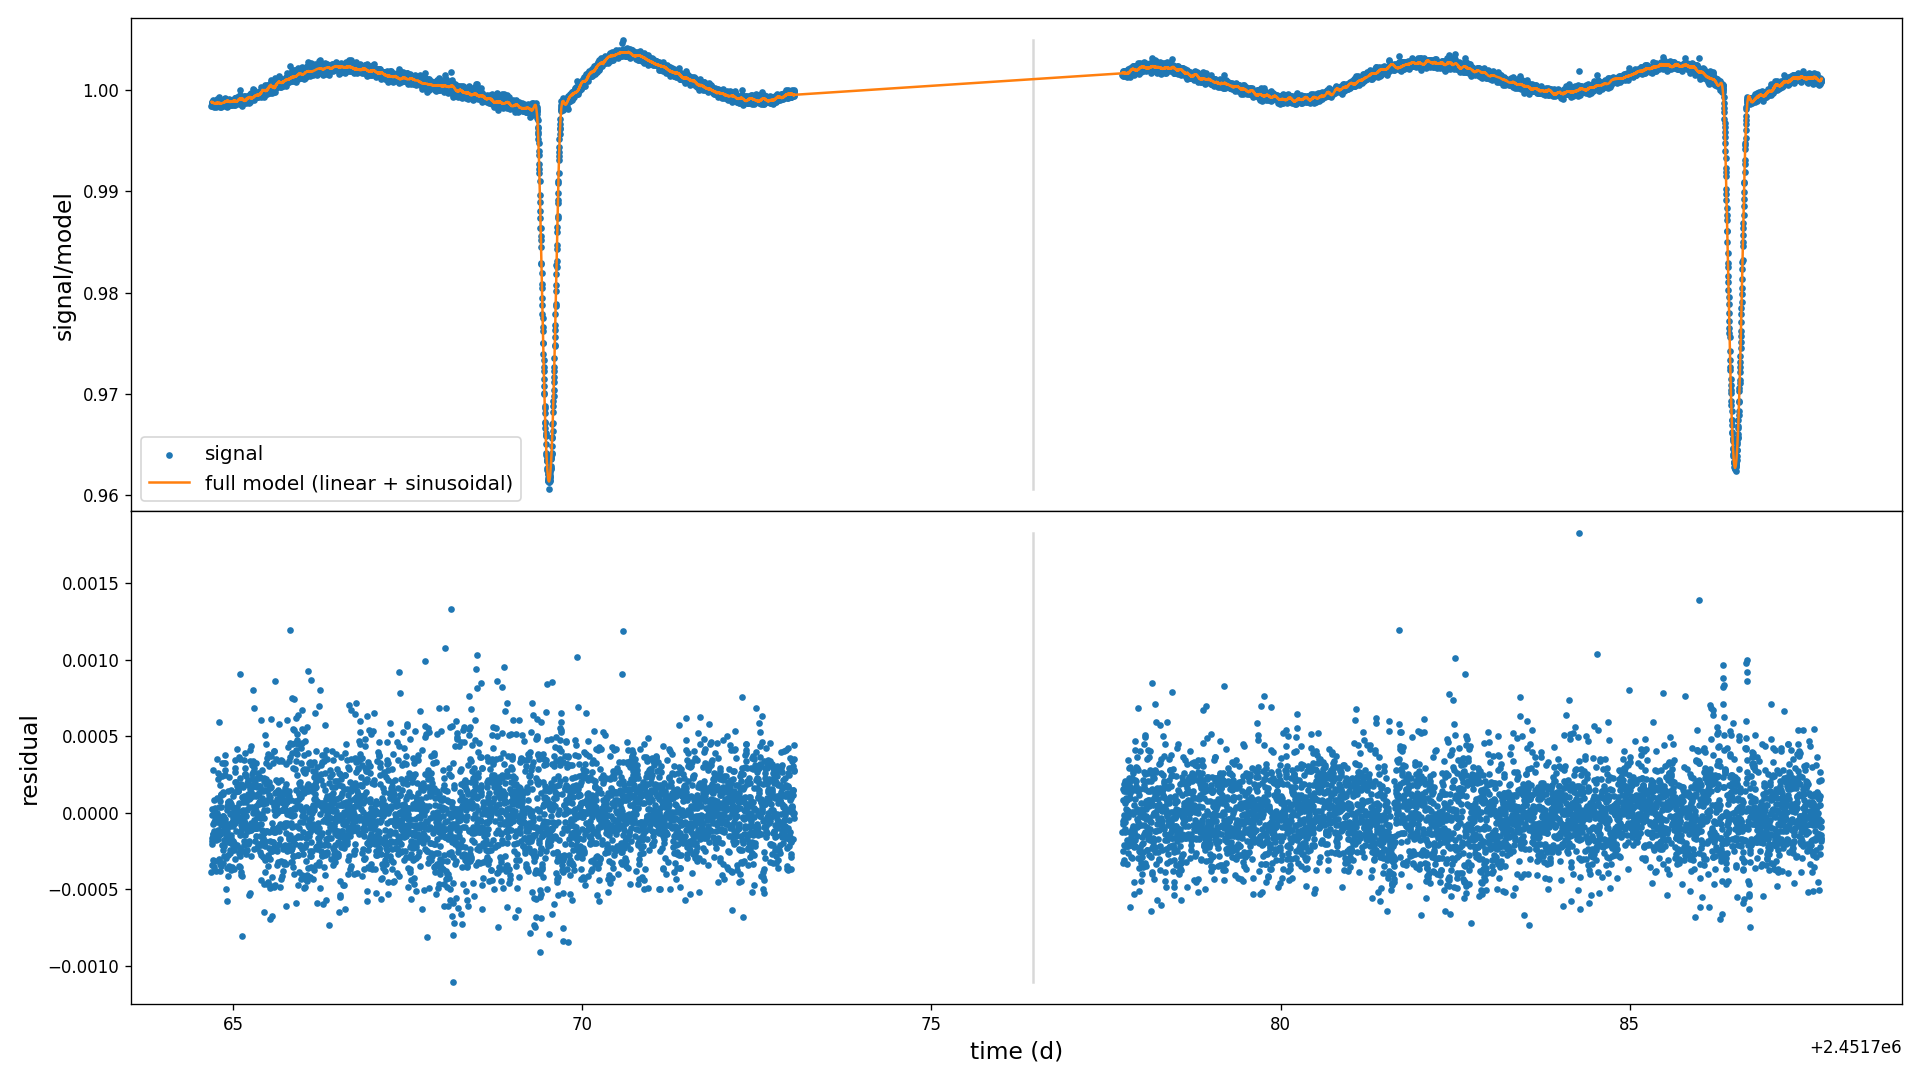 1.00
0.99
0.98
0.97
0.96
signal/model
signal
full model (linear + sinusoidal)
0.0015
0.0010
0.0005
0.0000
−0.0005
−0.0010
residual
65
70
75
80
85
time (d)
+2.4517e6